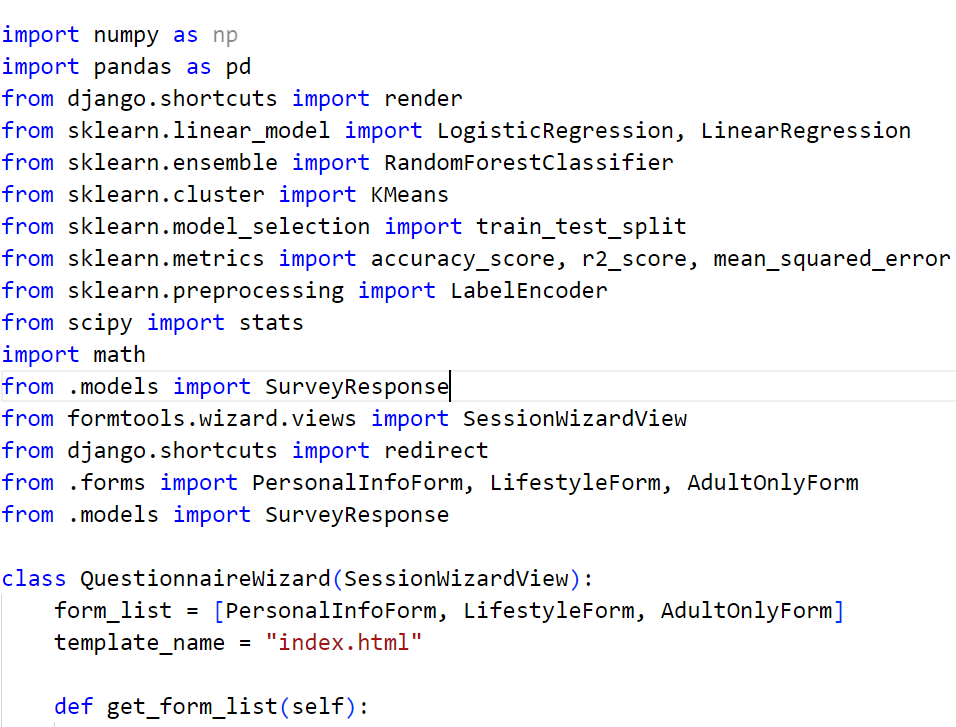 import numpy as np
import pandas as pd
from django.shortcuts import render
from sklearn.linear_model import LogisticRegression, LinearRegression
from sklearn.ensemble import RandomForestClassifier
from sklearn.cluster import KMeans
from sklearn.model_selection import train_test_split
from sklearn.metrics import accuracy_score, r2_score, mean_squared_error
from sklearn.preprocessing import LabelEncoder
from scipy import stats
import math
from .models import SurveyResponse
from formtools.wizard.views import SessionWizardView
from django.shortcuts import redirect
from .forms import PersonalInfoForm, LifestyleForm, AdultOnlyForm
from .models import SurveyResponse

class QuestionnaireWizard(SessionWizardView):
    form_list = [PersonalInfoForm, LifestyleForm, AdultOnlyForm]
    template_name = "index.html"

    def get_form_list(self):